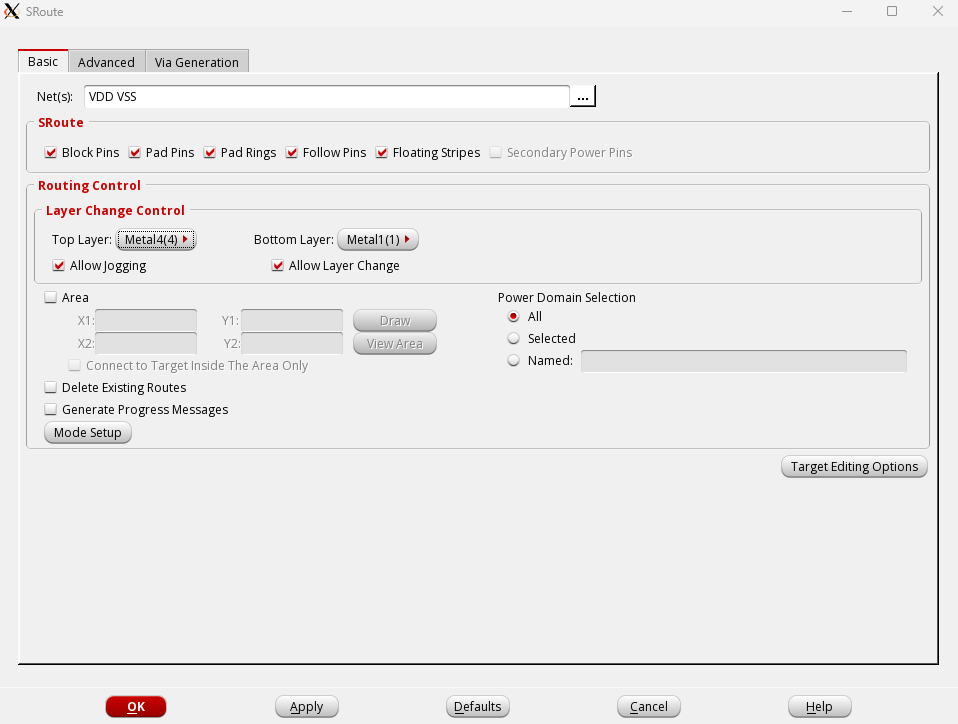 SRoute
Basic Advanced Via Generation
Net(s): VDD VSS ...
SRoute
Block Pins Pad Pins Pad Rings Follow Pins Floating Stripes Secondary Power Pins
Routing Control
Layer Change Control
Top Layer: Metal4(4) Bottom Layer: Metal1(1)
Allow Jogging Allow Layer Change
Area Power Domain Selection
X1: Y1: Draw All
X2: Y2: View Area Selected
Connect to Target Inside The Area Only Named:
Delete Existing Routes
Generate Progress Messages
Mode Setup
Target Editing Options
OK Apply Defaults Cancel Help